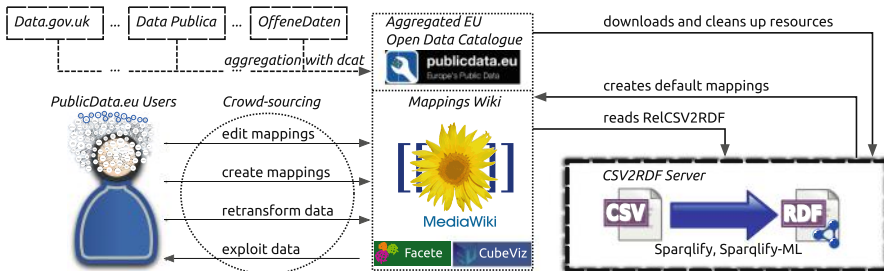 Data.gov.uk ... Data Publica ... OffeneDaten
... ...
aggregation with dcat
Aggregated EU
Open Data Catalogue
publicdata.eu
Europe's Public Data
downloads and cleans up resources
PublicData.eu Users
Crowd-sourcing
edit mappings
create mappings
retransform data
exploit data
Mappings Wiki
MediaWiki
Facete
CubeViz
creates default mappings
reads RelCSV2RDF
CSV2RDF Server
CSV
RDF
Sparqlify, Sparqlify-ML